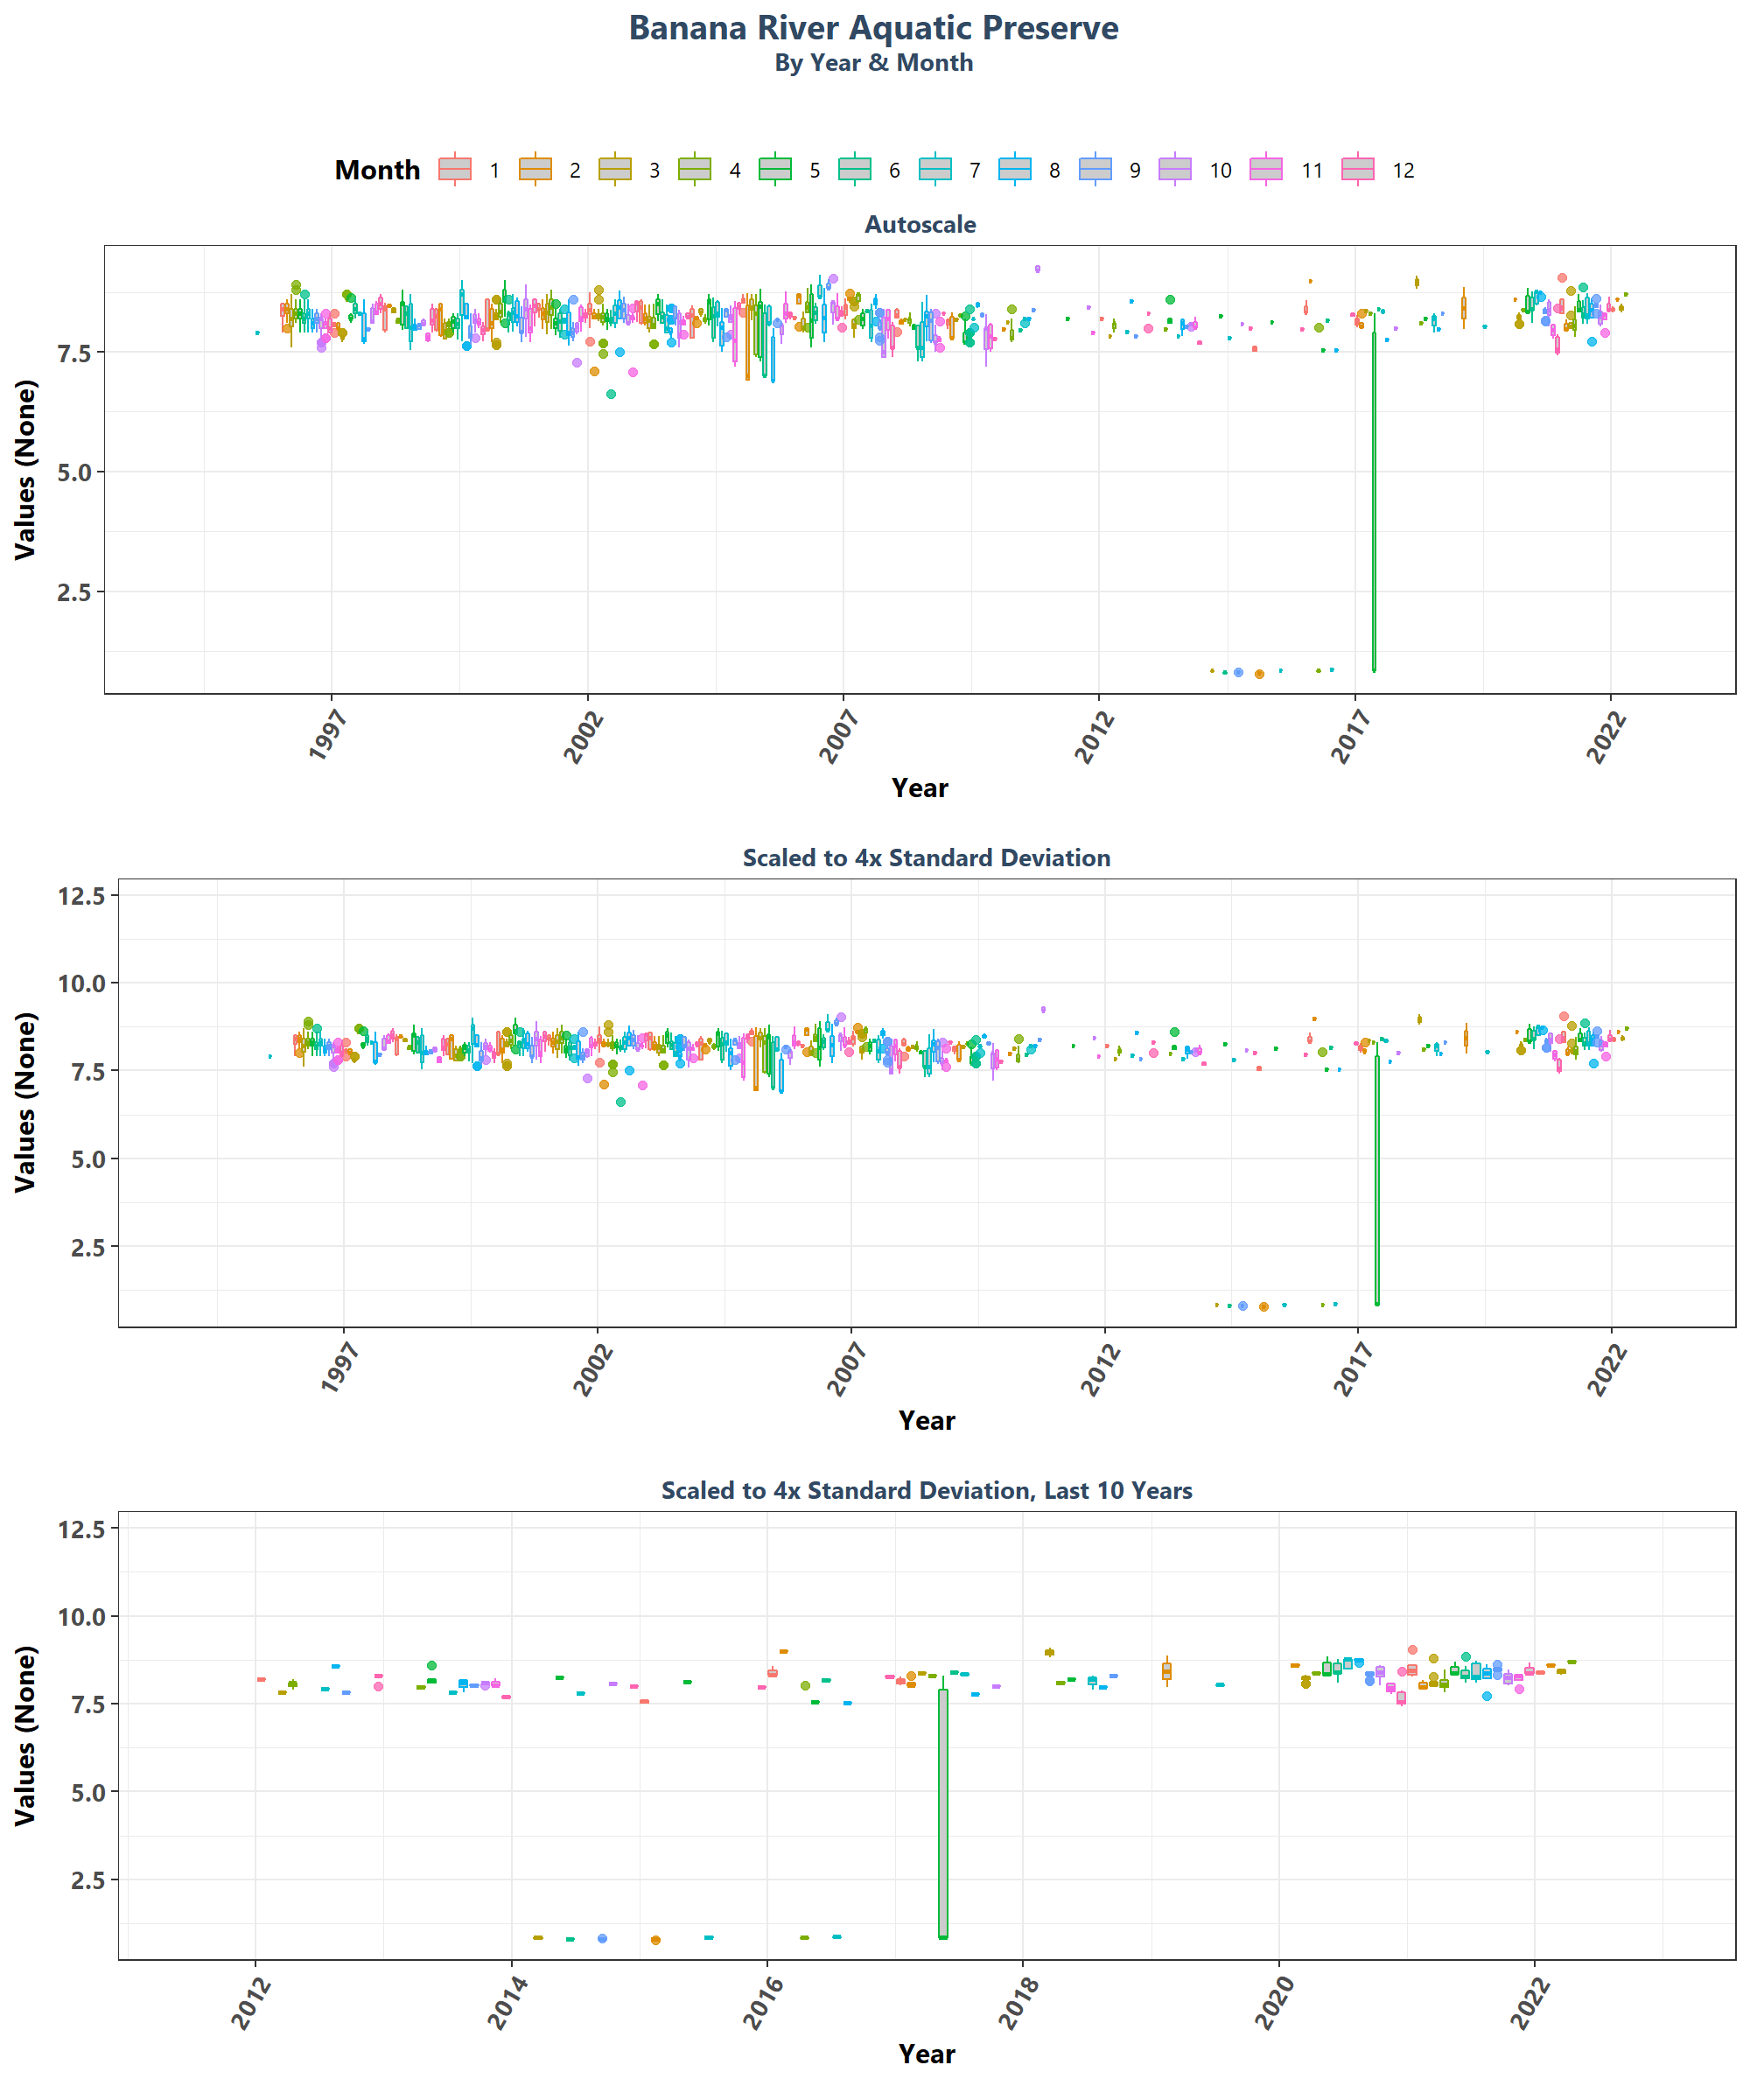 Banana River Aquatic Preserve
By Year & Month
Month 1 2 3 4 5 6 7 8 9 10 11 12
Autoscale
Values (None)
7.5
5.0
2.5
1997 2002 2007 2012 2017 2022
Year
Scaled to 4x Standard Deviation
Values (None)
12.5
10.0
7.5
5.0
2.5
1997 2002 2007 2012 2017 2022
Year
Scaled to 4x Standard Deviation, Last 10 Years
Values (None)
12.5
10.0
7.5
5.0
2.5
2012 2014 2016 2018 2020 2022
Year